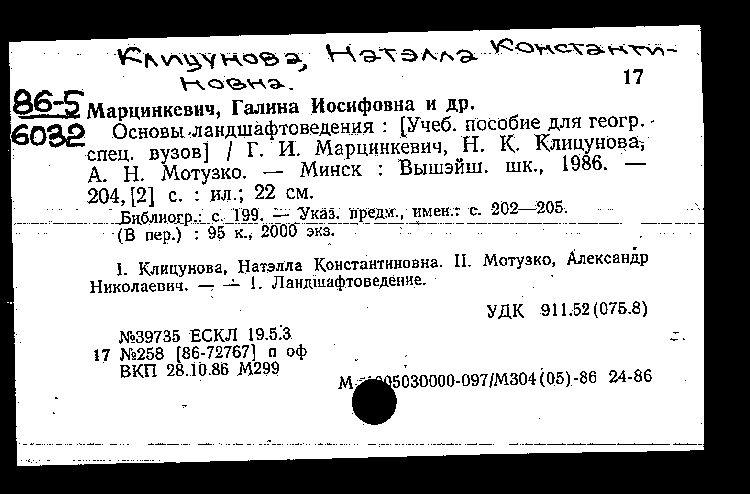 Клицунова, Натэлла Константи-
новна.
17
86-5
6032
Марцинкевич, Галина Иосифовна и др.
Основы ландшафтоведения : [Учеб. пособие для геогр.
спец. вузов] / Г. И. Марцинкевич, Н. К. Клицунова,
А. Н. Мотузко. — Минск : Вышэйш. шк., 1986. —
204, [2] с. : ил.; 22 см.
Библиогр.: с. 199. — Указ. предм., имен.: с. 202—205.
(В пер.) : 95 к., 2000 экз.
I. Клицунова, Натэлла Константиновна. II. Мотузко, Александр
Николаевич. — — 1. Ландшафтоведение.
УДК 911.52(075.8)
№39735 ЕСКЛ 19.5.3
17 №258 [86-72767] п оф
ВКП 28.10.86 М299
М 05030000-097/М304(05)-86 24-86